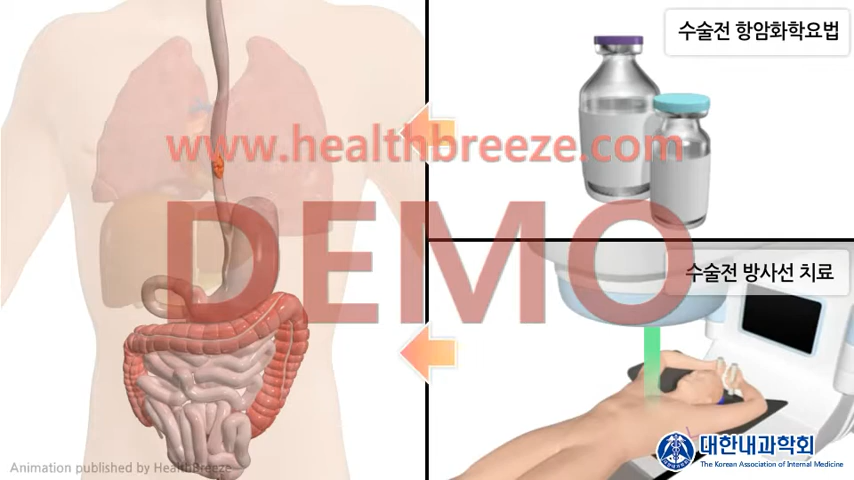 수술전 항암화학요법
www.healthbreeze.com
DEMO
수술전 방사선 치료
대한내과학회
The Korean Association of Internal Medicine
Animation published by HealthBreeze